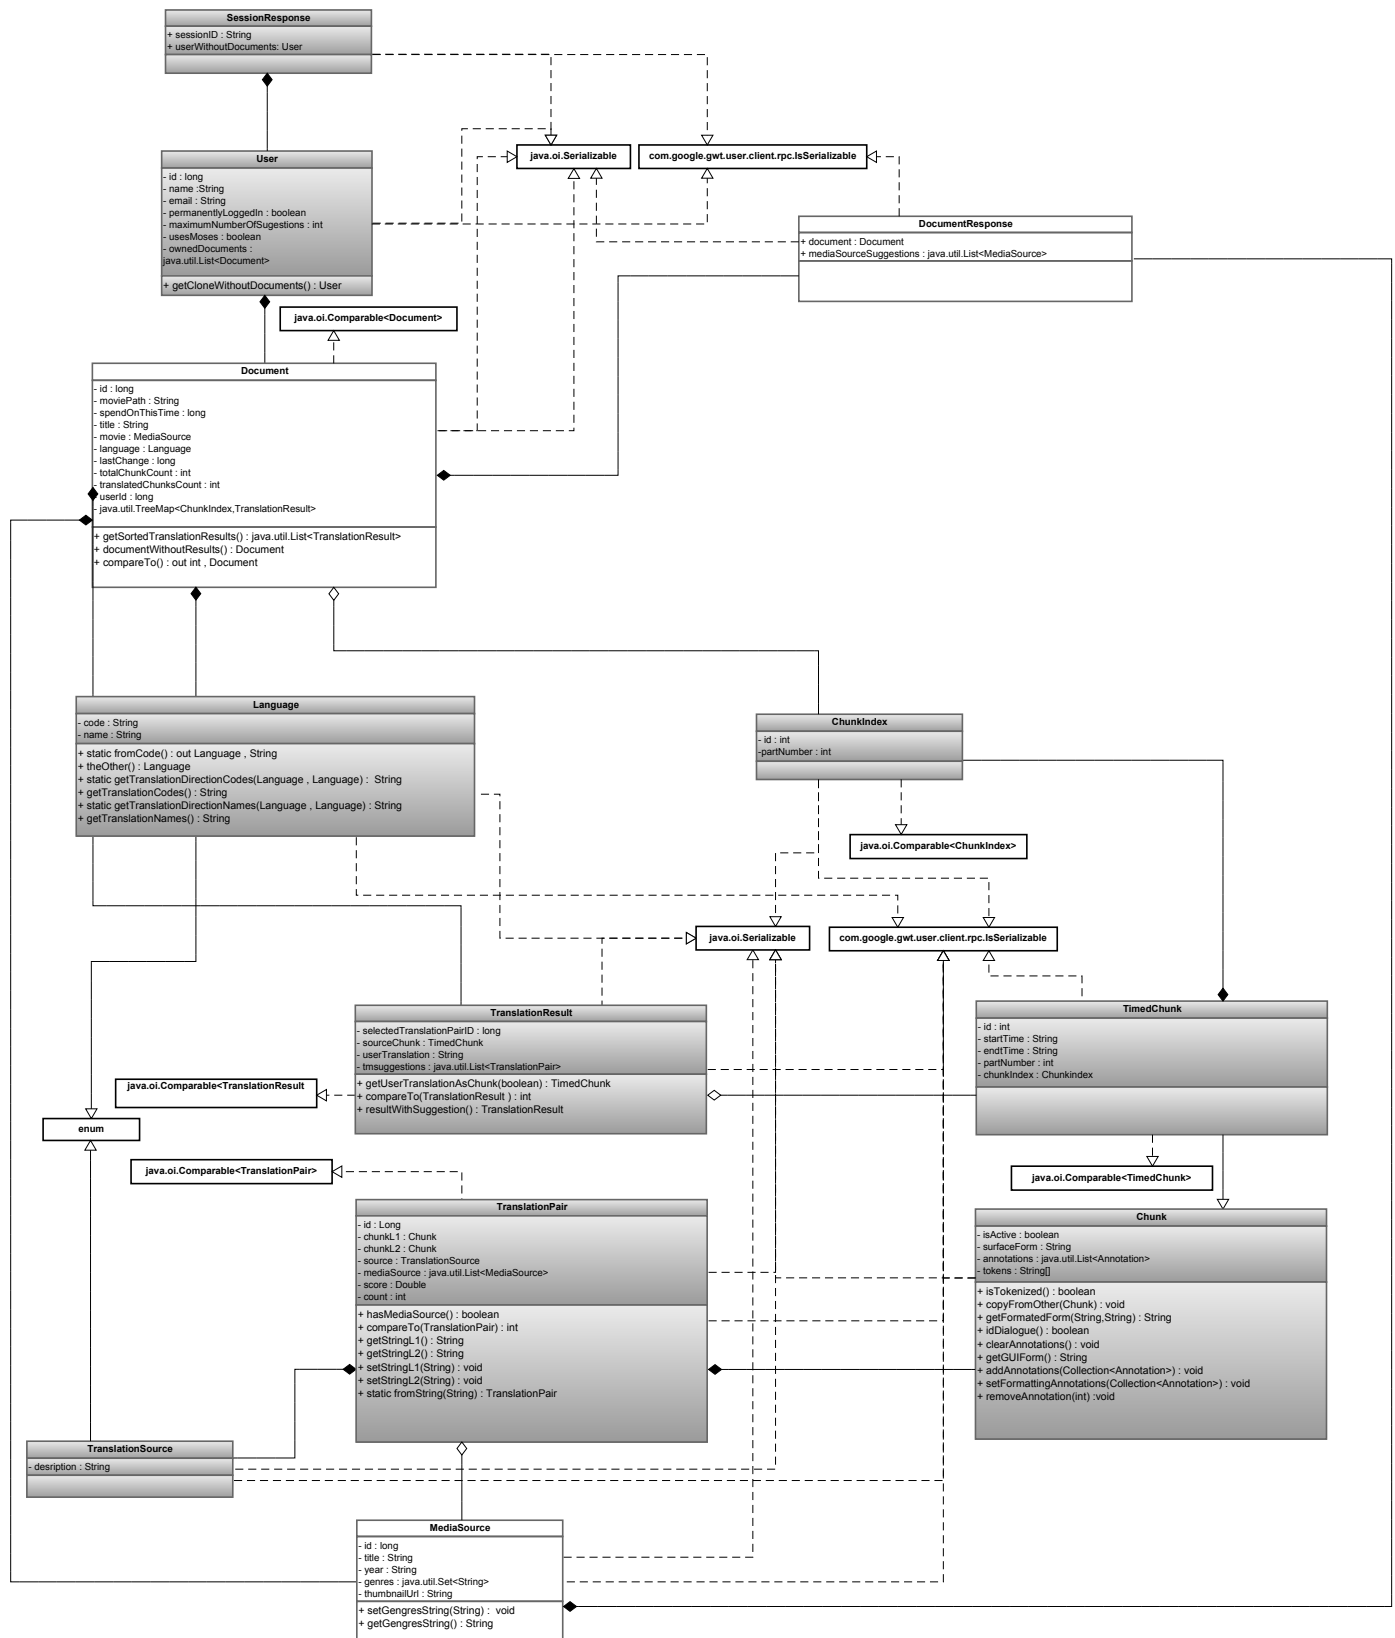 SessionResponse
+ sessionID : String
+ userWithoutDocuments: User
User
- id : long
- name :String
- email : String
- permanentlyLoggedIn : boolean
- maximumNumberOfSugestions : int
- usesMoses : boolean
- ownedDocuments :
java.util.List<Document>
+ getCloneWithoutDocuments() : User
java.oi.Serializable
com.google.gwt.user.client.rpc.IsSerializable
DocumentResponse
+ document : Document
+ mediaSourceSuggestions : java.util.List<MediaSource>
java.oi.Comparable<Document>
Document
- id : long
- moviePath : String
- spendOnThisTime : long
- title : String
- movie : MediaSource
- language : Language
- lastChange : long
- totalChunkCount : int
- translatedChunksCount : int
- userId : long
- java.util.TreeMap<ChunkIndex,TranslationResult>
+ getSortedTranslationResults() : java.util.List<TranslationResult>
+ documentWithoutResults() : Document
+ compareTo() : out int , Document
Language
- code : String
- name : String
+ static fromCode() : out Language , String
+ theOther() : Language
+ static getTranslationDirectionCodes(Language , Language) :  String
+ getTranslationCodes() : String
+ static getTranslationDirectionNames(Language , Language) : String
+ getTranslationNames() : String
ChunkIndex
- id : int
-partNumber : int
java.oi.Comparable<ChunkIndex>
java.oi.Serializable
com.google.gwt.user.client.rpc.IsSerializable
TranslationResult
- selectedTranslationPairID : long
- sourceChunk : TimedChunk
- userTranslation : String
- tmsuggestions : java.util.List<TranslationPair>
+ getUserTranslationAsChunk(boolean) : TimedChunk
+ compareTo(TranslationResult ) : int
+ resultWithSuggestion() : TranslationResult
TimedChunk
- id : int
- startTime : String
- endtTime : String
- partNumber : int
- chunkIndex : Chunkindex
java.oi.Comparable<TranslationResult
enum
java.oi.Comparable<TranslationPair>
java.oi.Comparable<TimedChunk>
TranslationPair
- id : Long
- chunkL1 : Chunk
- chunkL2 : Chunk
- source : TranslationSource
- mediaSource : java.util.List<MediaSource>
- score : Double
- count : int
+ hasMediaSource() : boolean
+ compareTo(TranslationPair) : int
+ getStringL1() : String
+ getStringL2() : String
+ setStringL1(String) : void
+ setStringL2(String) : void
+ static fromString(String) : TranslationPair
Chunk
- isActive : boolean
- surfaceForm : String
- annotations : java.util.List<Annotation>
- tokens : String[]
+ isTokenized() : boolean
+ copyFromOther(Chunk) : void
+ getFormatedForm(String,String) : String
+ idDialogue() : boolean
+ clearAnnotations() : void
+ getGUIForm() : String
+ addAnnotations(Collection<Annotation>) : void
+ setFormattingAnnotations(Collection<Annotation>) : void
+ removeAnnotation(int) :void
TranslationSource
- desription : String
MediaSource
- id : long
- title : String
- year : String
- genres : java.util.Set<String>
- thumbnailUrl : String
+ setGengresString(String) :  void
+ getGengresString() : String